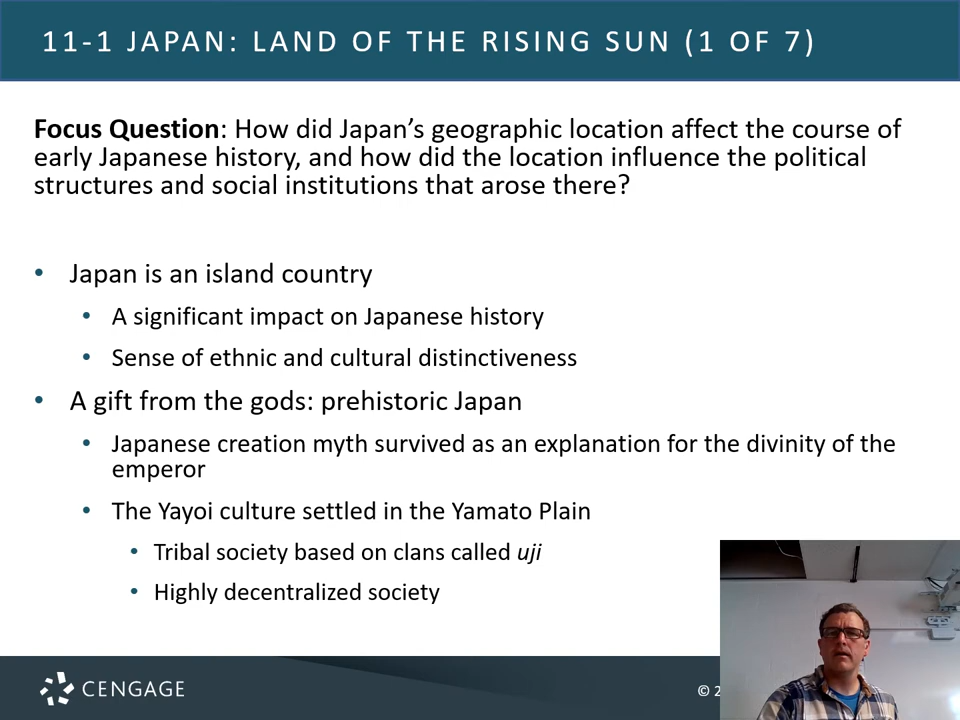 11-1 JAPAN: LAND OF THE RISING SUN (1 OF 7)
Focus Question: How did Japan's geographic location affect the course of
early Japanese history, and how did the location influence the political
structures and social institutions that arose there?
• Japan is an island country
• A significant impact on Japanese history
• Sense of ethnic and cultural distinctiveness
• A gift from the gods: prehistoric Japan
• Japanese creation myth survived as an explanation for the divinity of the
emperor
• The Yayoi culture settled in the Yamato Plain
• Tribal society based on clans called uji
• Highly decentralized society
CENGAGE
© 2